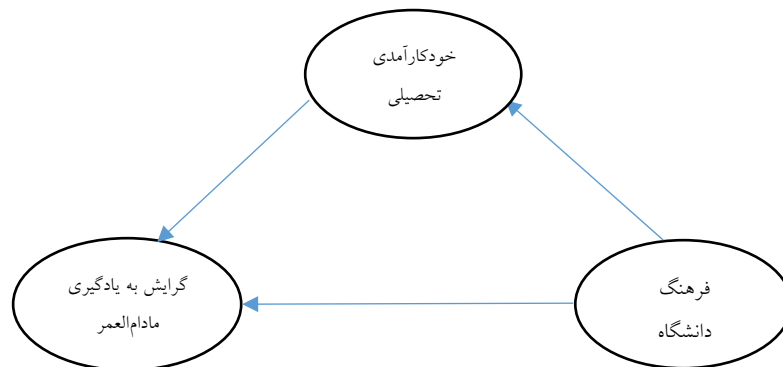 خودکارآمدی
تحصیلی
فرهنگ
دانشگاه
گرایش به یادگیری
مادام‌العمر